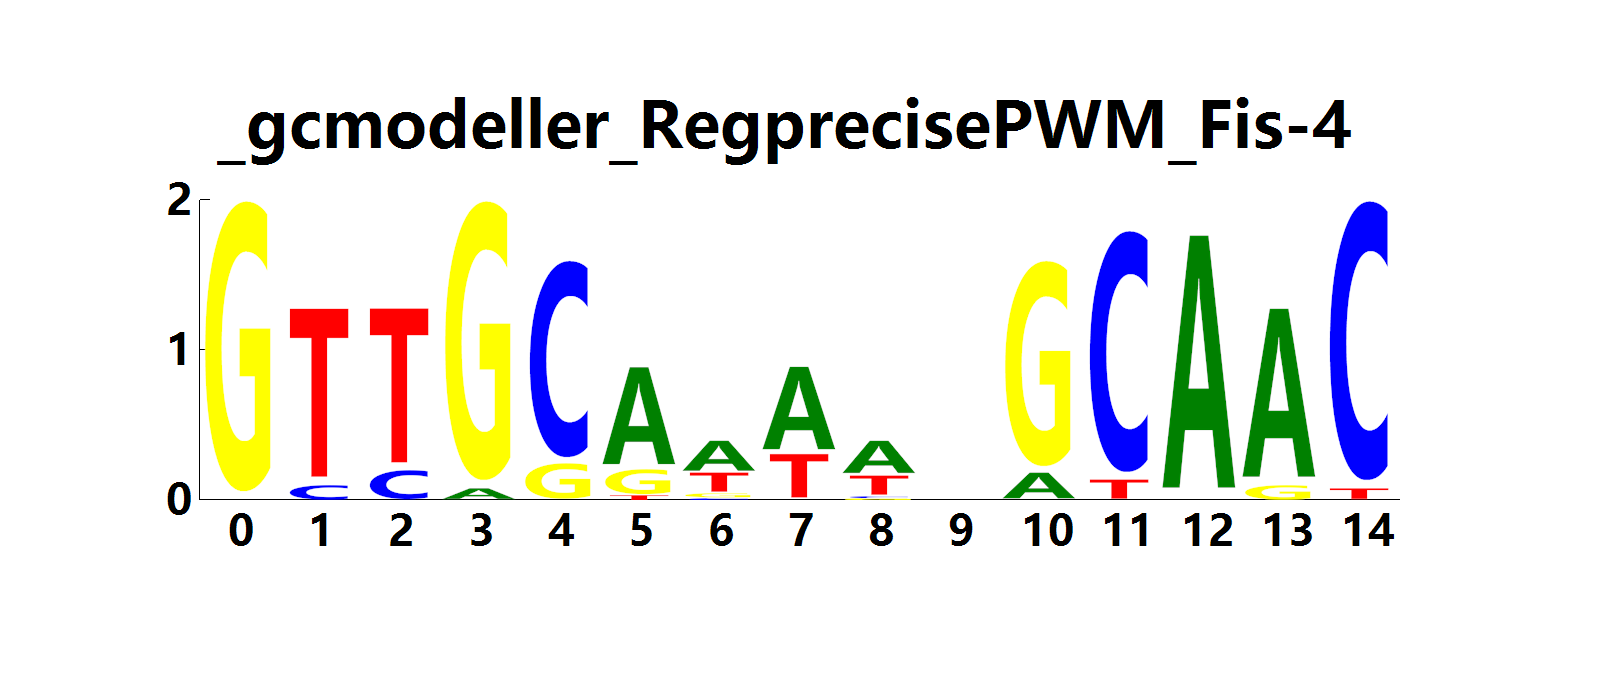 _gcmodeller_RegprecisePWM_Fis-4
2
1
0
G T T G C A A A A G C A A C
C C A G G T T T A T G T
T C C
0 1 2 3 4 5 6 7 8 9 10 11 12 13 14